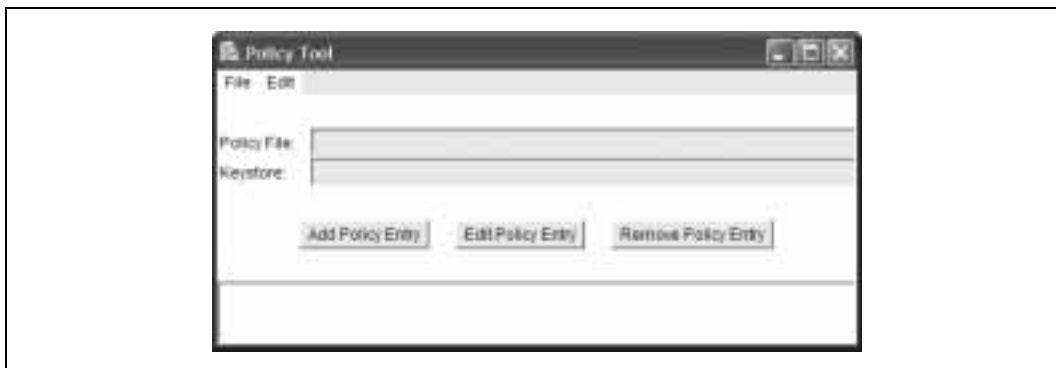 Policy Tool
File Edit
Policy File:
Keystore:
Add Policy Entry Edit Policy Entry Remove Policy Entry